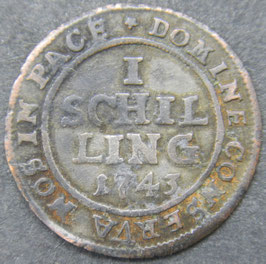 DOMINE·CONSERVA NOS IN PACE
I
SCHIL
LING
1743